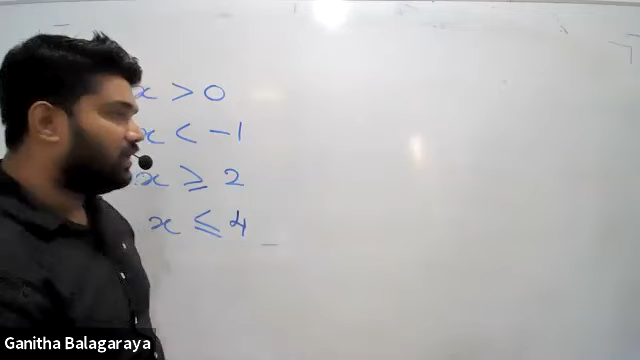 x > 0
x < -1
x ≥ 2
x ≤ 4
Ganitha Balagaraya